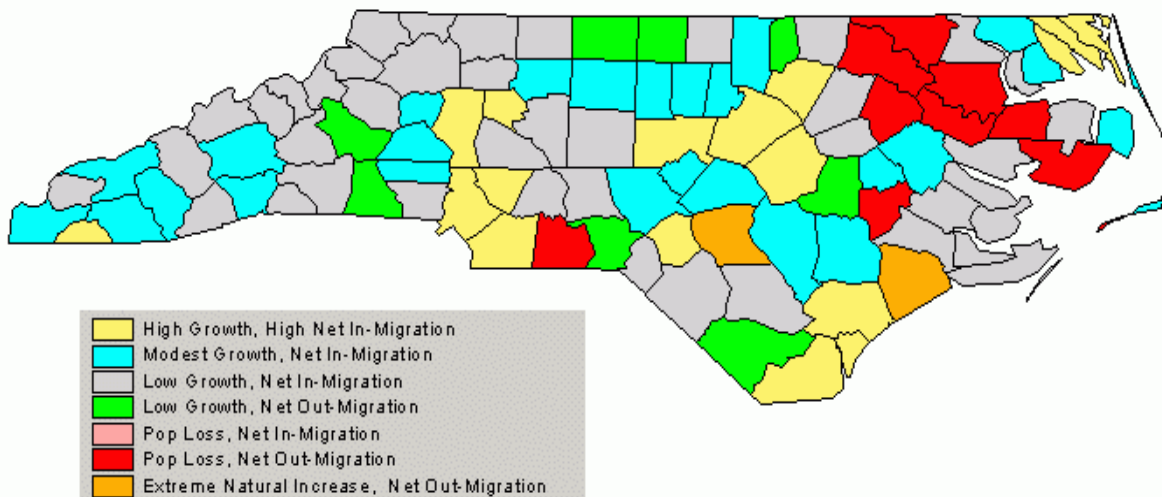 High Growth, High Net In-Migration
Modest Growth, Net In-Migration
Low Growth, Net In-Migration
Low Growth, Net Out-Migration
Pop Loss, Net In-Migration
Pop Loss, Net Out-Migration
Extreme Natural Increase, Net Out-Migration